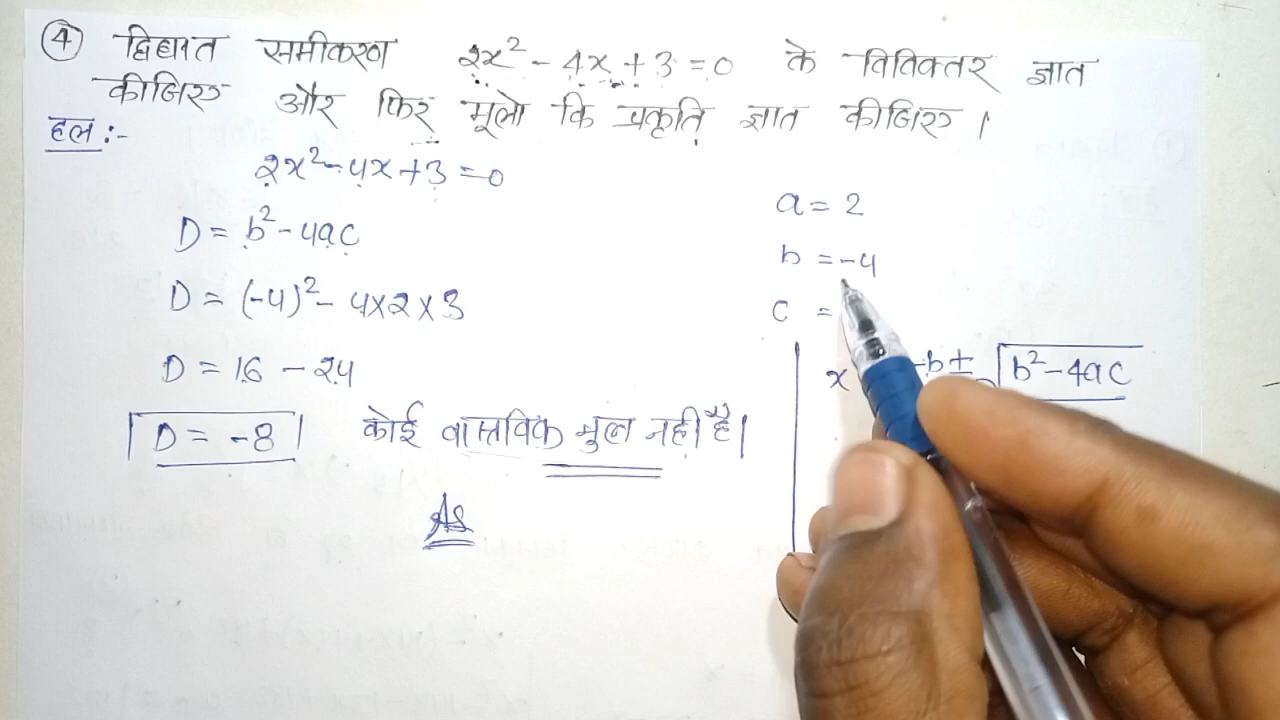 ④ द्विघात समीकरण 2x² - 4x + 3 = 0 के विविक्तर ज्ञात
कीजिए और फिर मूलो कि प्रकृति ज्ञात कीजिए।
हल :-
2x² - 4x + 3 = 0
D = b² - 4ac
D = (-4)² - 4×2×3
D = 16 - 24
D = -8 कोई वास्तविक मूल नहीं है।
As
a = 2
b = -4
c =
x -b ± √b² - 4ac